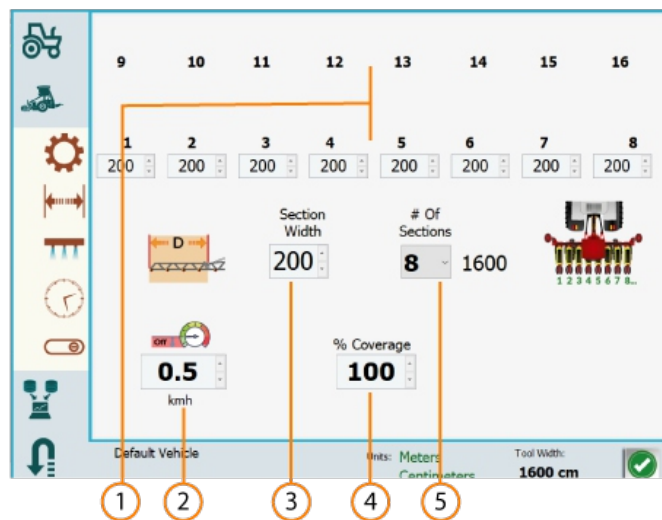 9 10 11 12 13 14 15 16
1 2 3 4 5 6 7 8
200 200 200 200 200 200 200 200
Section
Width
# Of
Sections
D
200
8 1600
1 2 3 4 5 6 7 8...
Off
% Coverage
0.5
100
kmh
Default Vehicle
Units: Meters
Tool Width:
Centimeters
1600 cm
1 2 3 4 5